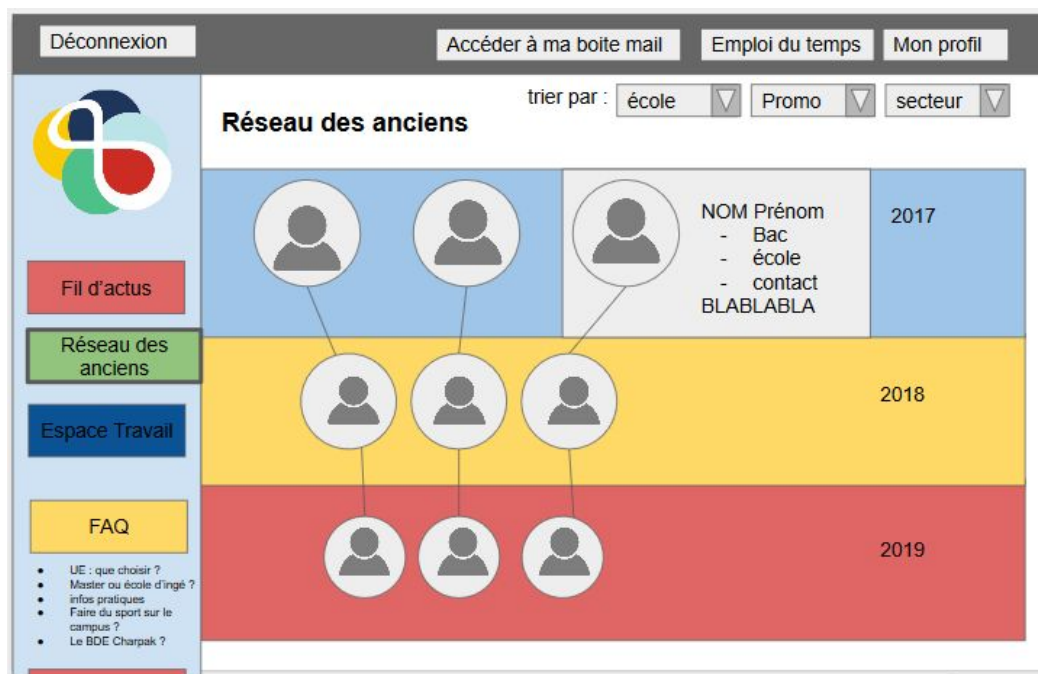 Déconnexion
Accéder à ma boite mail
Emploi du temps
Mon profil
trier par :
école
Promo
secteur
Réseau des anciens
NOM Prénom
- Bac
- école
- contact
BLABLABLA
2017
Fil d'actus
Réseau des
anciens
2018
Espace Travail
FAQ
2019
● UE : que choisir ?
● Master ou école d'ingé ?
● infos pratiques
● Faire du sport sur le
campus ?
● Le BDE Charpak ?